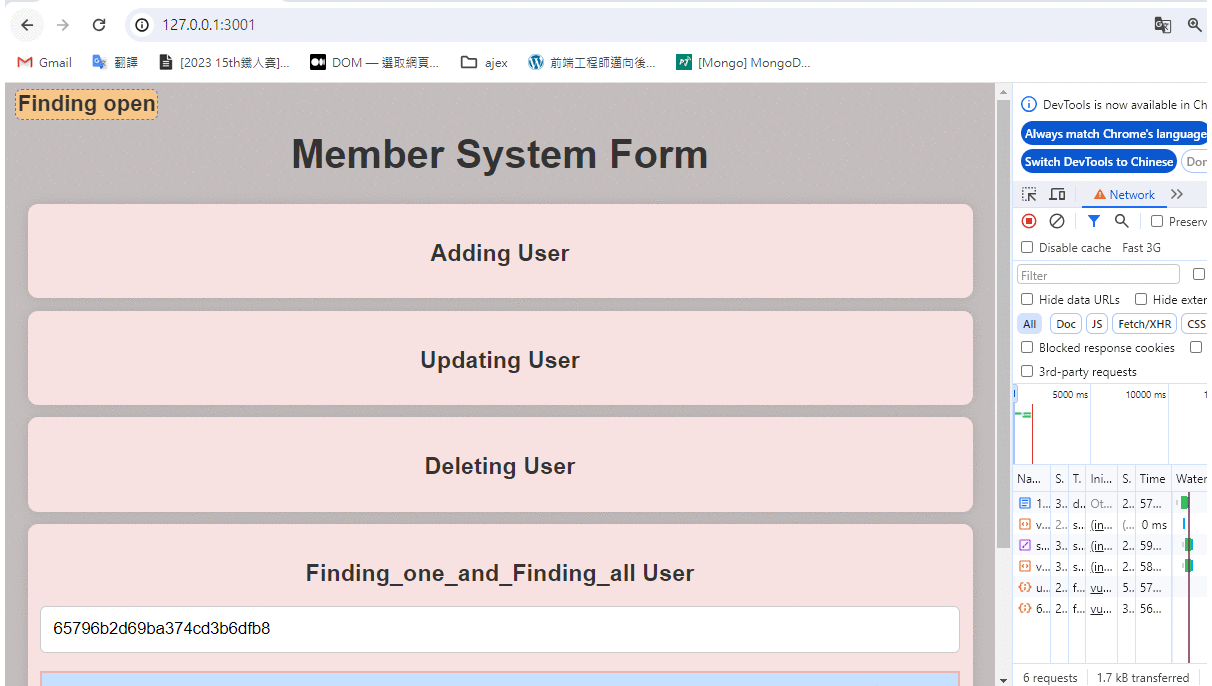 127.0.0.1:3001
Gmail 翻譯 [2023 15th鐵人賽]... DOM — 選取網頁... ajex 前端工程師邁向後... [Mongo] MongoD...
Finding open
Member System Form
Adding User
Updating User
Deleting User
Finding_one_and_Finding_all User
65796b2d69ba374cd3b6dfb8
DevTools is now available in Ch
Always match Chrome's language
Switch DevTools to Chinese Don
Network
Preserv
Disable cache Fast 3G
Filter
Hide data URLs Hide exter
All Doc JS Fetch/XHR CSS
Blocked response cookies
3rd-party requests
5000 ms 10000 ms 1
Na... S. T. Ini... S. Time Water
1... 3.. d.. Ot... 2.. 57...
v... 2.. s.. (in... (... 0 ms
s... 3.. s.. (in... 2.. 59...
v... 3.. s.. (in... 2.. 58...
u... 2.. f... vu... 5.. 57...
6... 2.. f... vu... 3.. 56...
6 requests 1.7 kB transferred